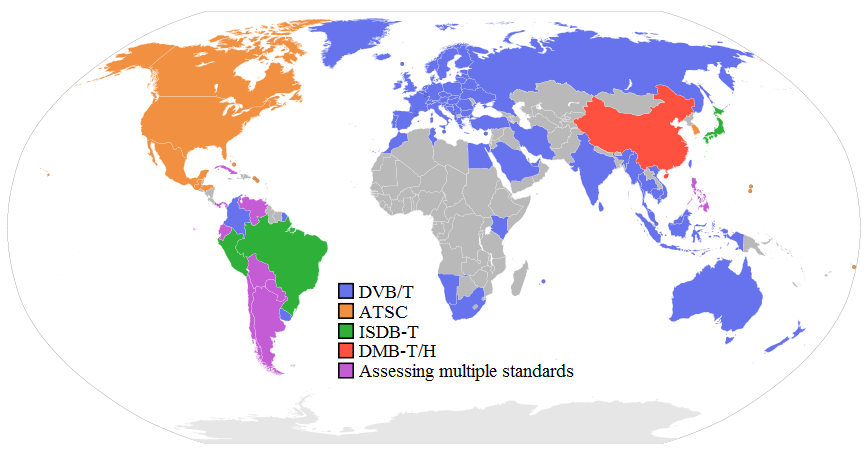 DVB/T
ATSC
ISDB-T
DMB-T/H
Assessing multiple standards